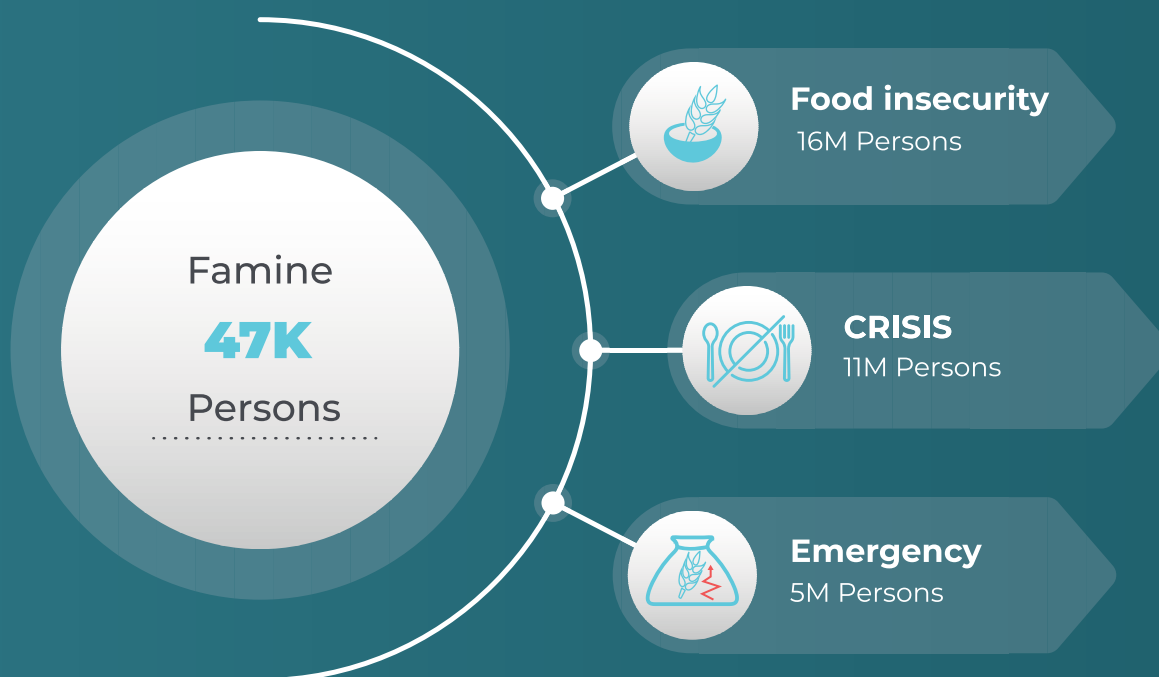 Famine
47K
Persons
Food insecurity
16M Persons
CRISIS
11M Persons
Emergency
5M Persons